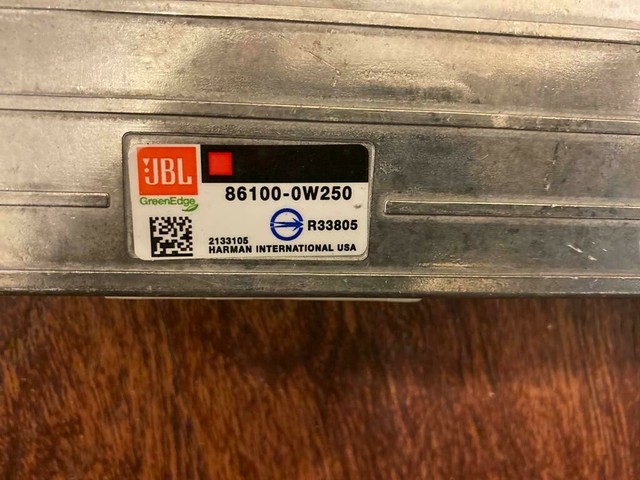 JBL
GreenEdge
86100-0W250
R33805
2133105
HARMAN INTERNATIONAL USA